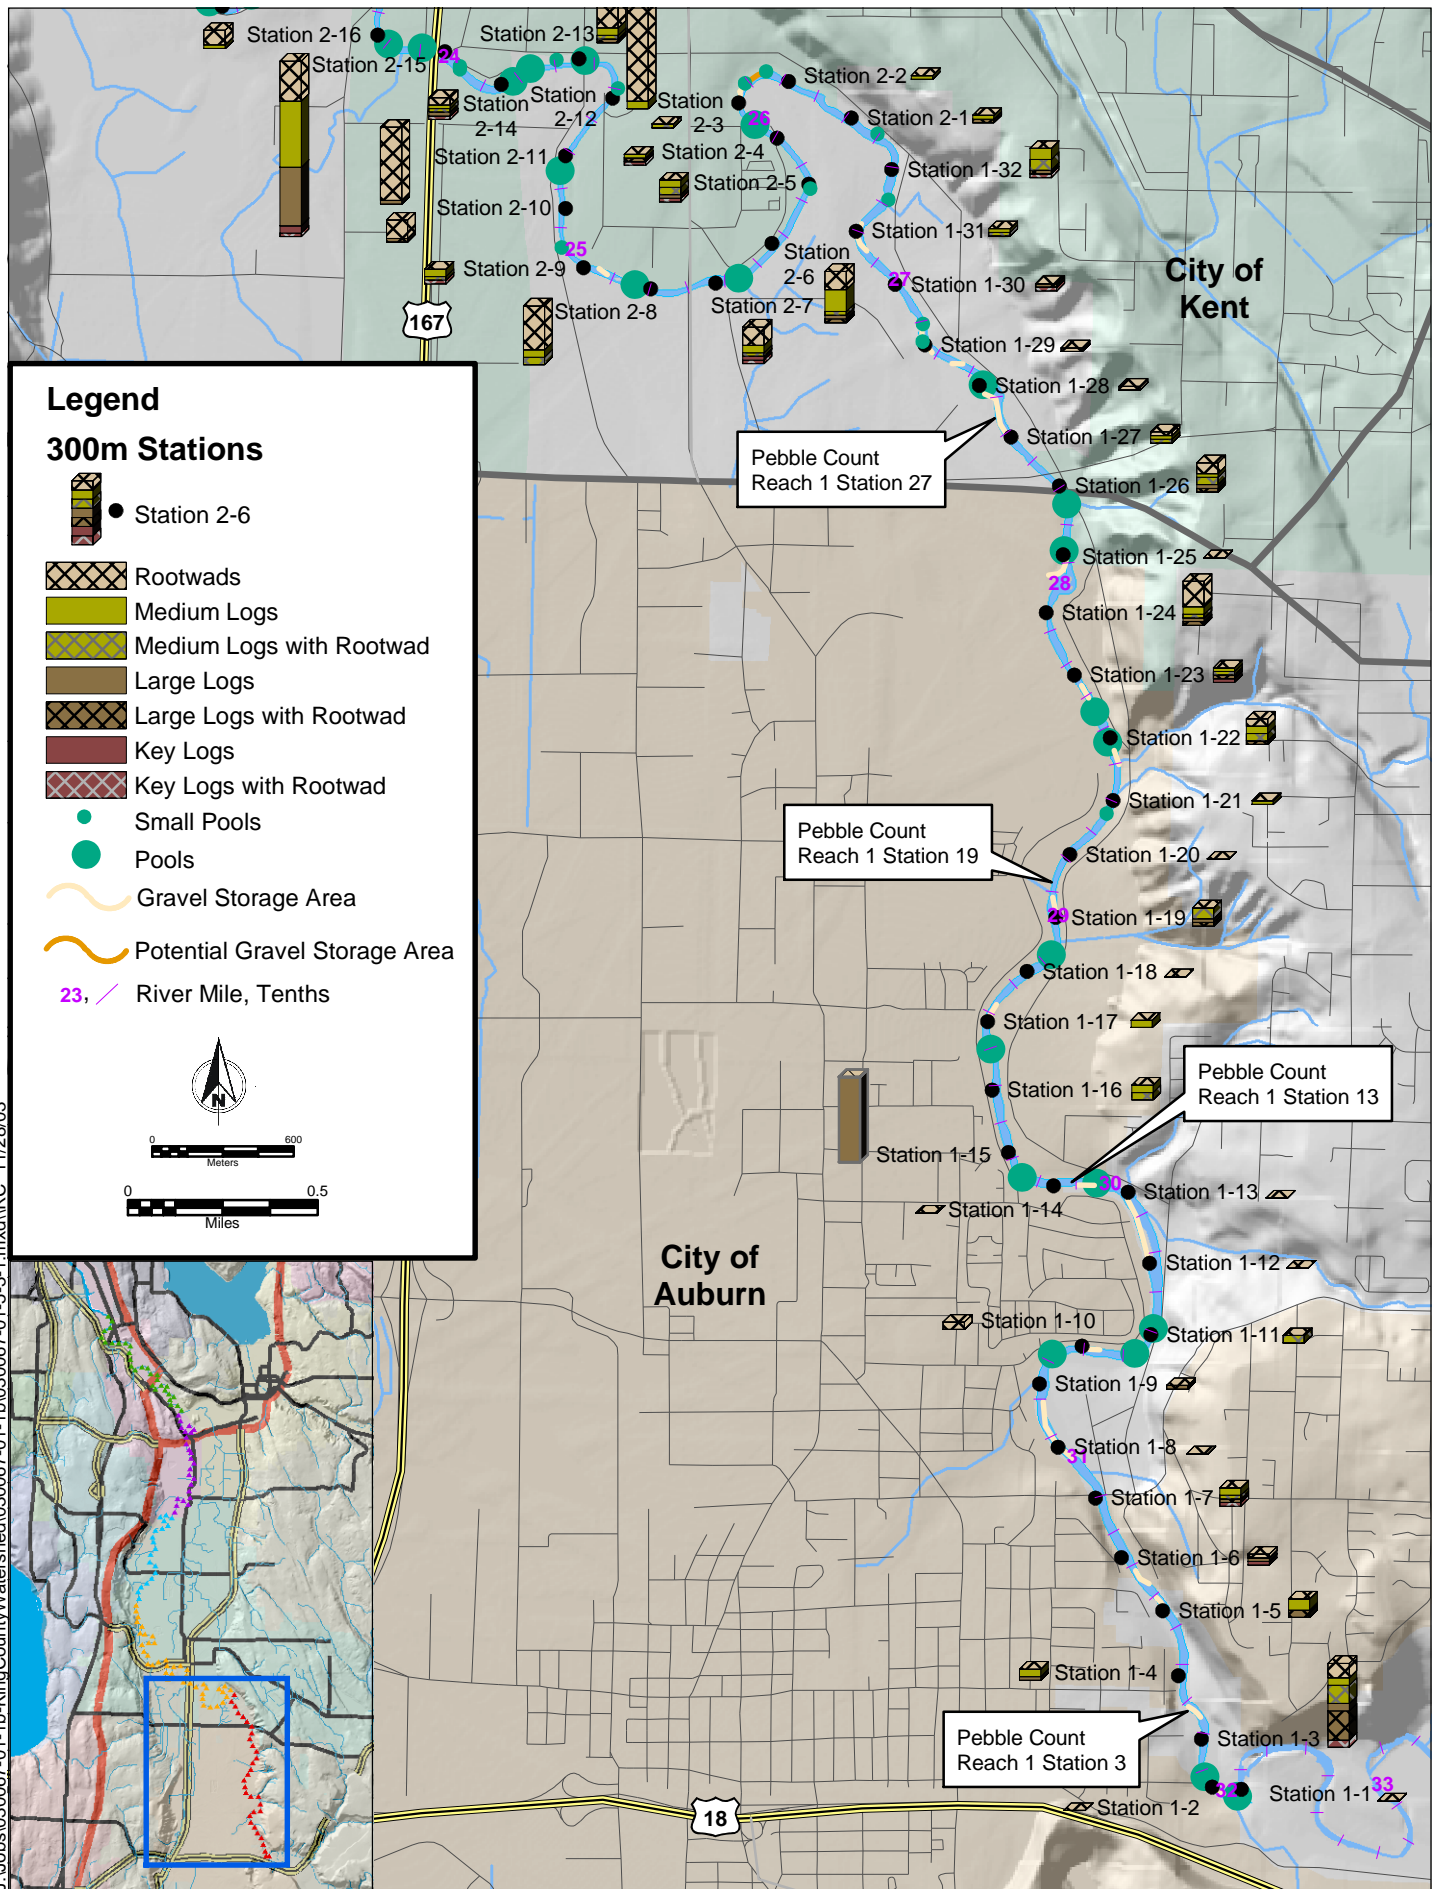 Station 2-16
Station 2-15
24
Station 2-13
Station
2-14
Station
2-12
Station
2-3
26
Station 2-2
Station 2-1
Station 2-11
Station 2-4
Station 2-5
Station 1-32
Station 2-10
Station 1-31
25
Station 2-9
Station
2-6
27
Station 1-30
City of
Kent
Station 2-8
Station 2-7
167
Station 1-29
Station 1-28
Legend
300m Stations
Station 2-6
Rootwads
Medium Logs
Medium Logs with Rootwad
Large Logs
Large Logs with Rootwad
Key Logs
Key Logs with Rootwad
Small Pools
Pools
Gravel Storage Area
Potential Gravel Storage Area
23, River Mile, Tenths
N
0 600
Meters
0 0.5
Miles
Station 1-27
Pebble Count
Reach 1 Station 27
Station 1-26
Station 1-25
28
Station 1-24
Station 1-23
Station 1-22
Station 1-21
Pebble Count
Reach 1 Station 19
Station 1-20
29
Station 1-19
Station 1-18
Station 1-17
Pebble Count
Reach 1 Station 13
Station 1-16
Station 1-15
30
Station 1-13
Station 1-14
City of
Auburn
Station 1-12
Station 1-10
Station 1-11
Station 1-9
Station 1-8
31
Station 1-7
Station 1-6
Station 1-5
Station 1-4
Pebble Count
Reach 1 Station 3
Station 1-3
32
Station 1-1
33
Station 1-2
18